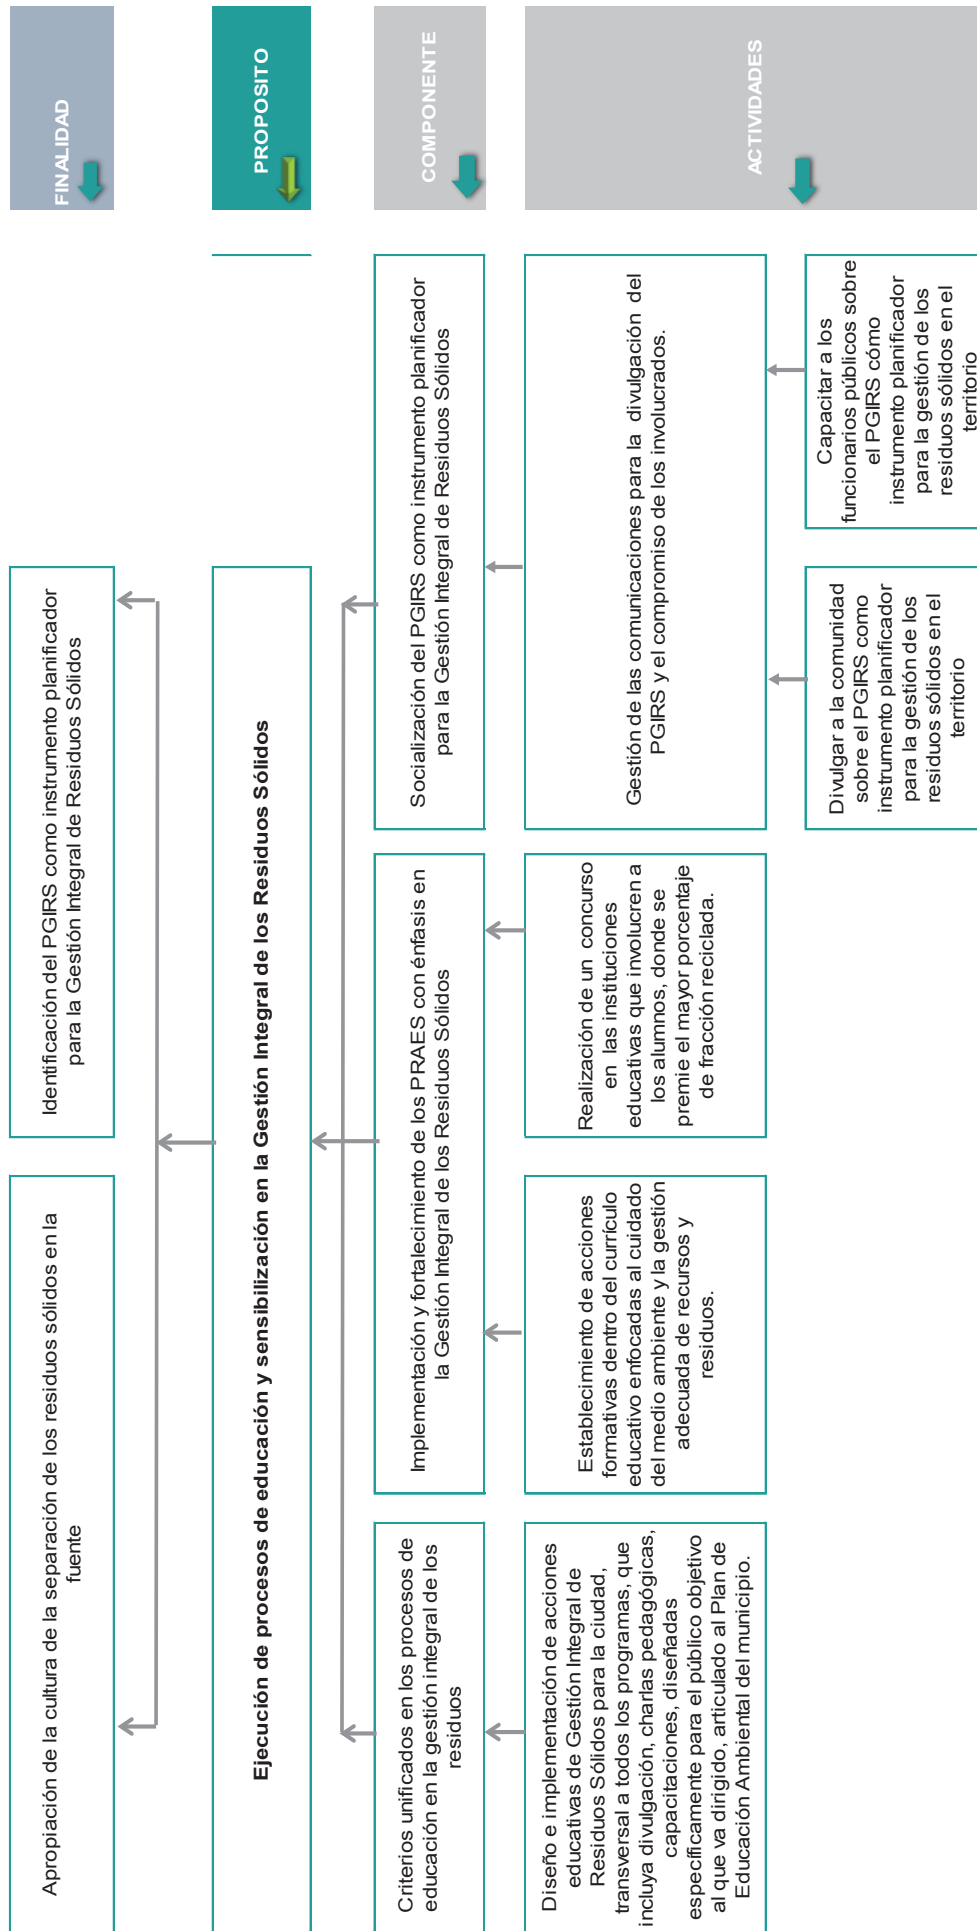 FINALIDAD
Apropiación de la cultura de la separación de los residuos sólidos en la
fuente
Identificación del PGIRS como instrumento planificador
para la Gestión Integral de Residuos Sólidos
PROPOSITO
Ejecución de procesos de educación y sensibilización en la Gestión Integral de los Residuos Sólidos
COMPONENTE
Criterios unificados en los procesos de
educación en la gestión integral de los
residuos
Implementación y fortalecimiento de los PRAES con énfasis en
la Gestión Integral de los Residuos Sólidos
Socialización del PGIRS como instrumento planificador
para la Gestión Integral de Residuos Sólidos
ACTIVIDADES
Diseño e implementación de acciones
educativas de Gestión Integral de
Residuos Sólidos para la ciudad,
transversal a todos los programas, que
incluya divulgación, charlas pedagógicas,
capacitaciones, diseñadas
específicamente para el público objetivo
al que va dirigido, articulado al Plan de
Educación Ambiental del municipio.
Establecimiento de acciones
formativas dentro del currículo
educativo enfocadas al cuidado
del medio ambiente y la gestión
adecuada de recursos y
residuos.
Realización de un concurso
en las instituciones
educativas que involucren a
los alumnos, donde se
premie el mayor porcentaje
de fracción reciclada.
Gestión de las comunicaciones para la divulgación del
PGIRS y el compromiso de los involucrados.
Divulgar a la comunidad
sobre el PGIRS como
instrumento planificador
para la gestión de los
residuos sólidos en el
territorio
Capacitar a los
funcionarios públicos sobre
el PGIRS cómo
instrumento planificador
para la gestión de los
residuos sólidos en el
territorio